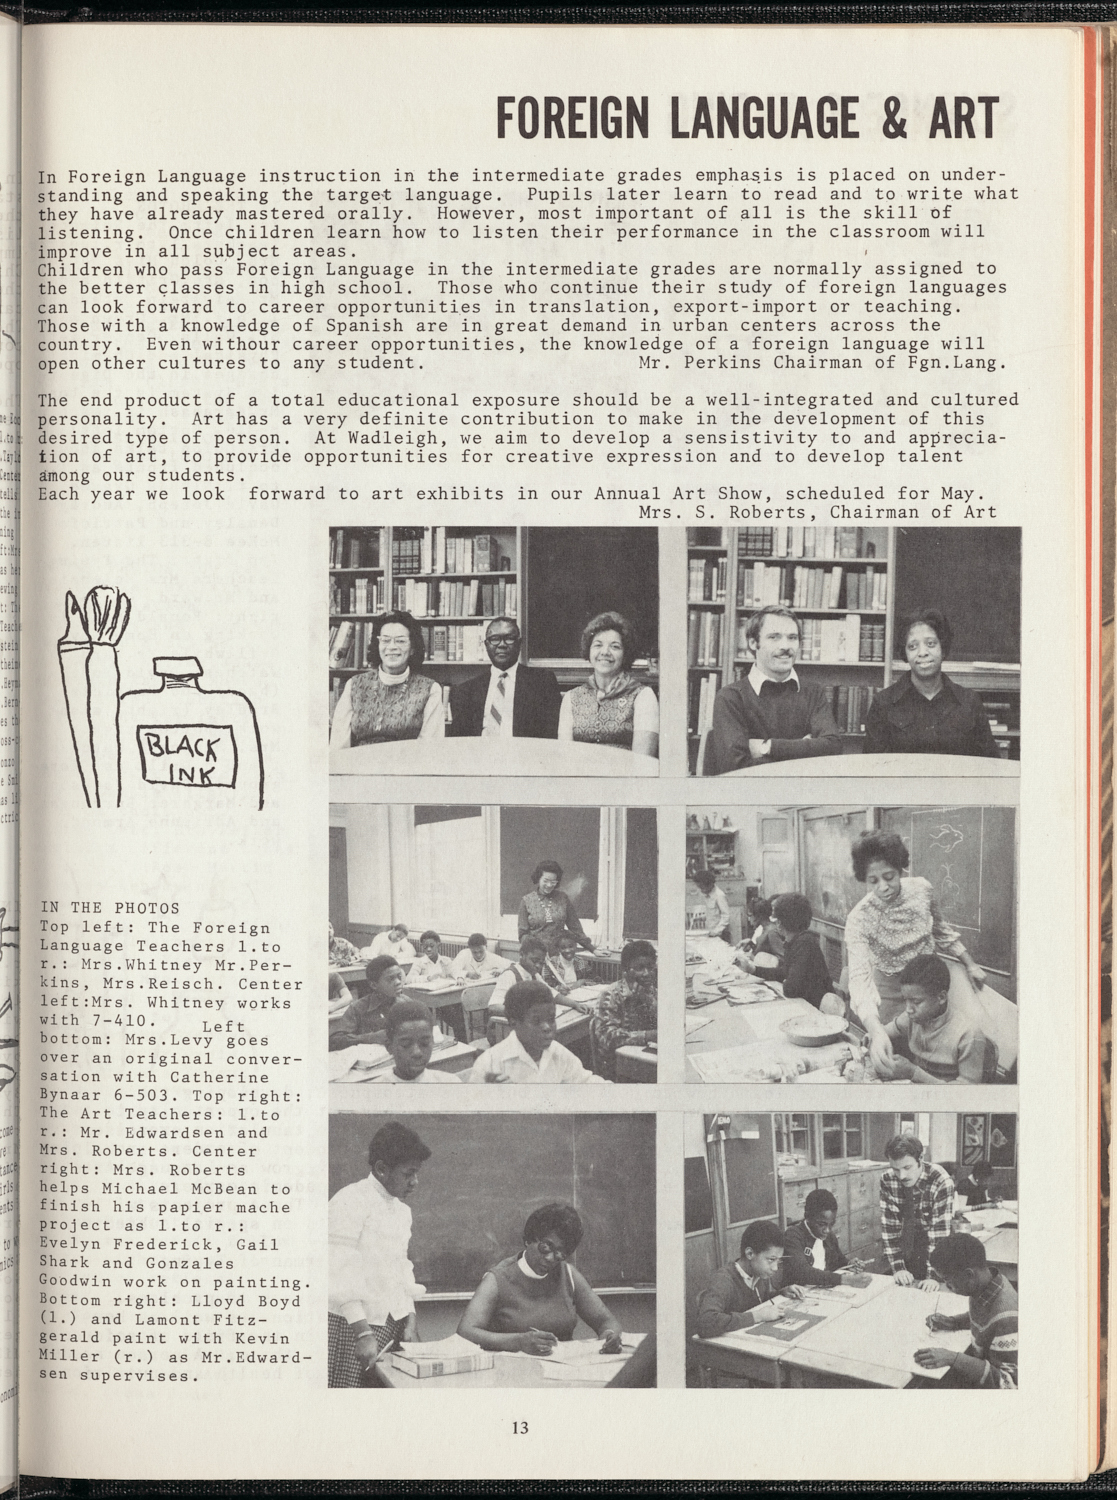 FOREIGN LANGUAGE & ART
In Foreign Language instruction in the intermediate grades emphasis is placed on under-
standing and speaking the target language.  Pupils later learn to read and to write what
they have already mastered orally.  However, most important of all is the skill of
listening.  Once children learn how to listen their performance in the classroom will
improve in all subject areas.
Children who pass Foreign Language in the intermediate grades are normally assigned to
the better classes in high school.  Those who continue their study of foreign languages
can look forward to career opportunities in translation, export-import or teaching.
Those with a knowledge of Spanish are in great demand in urban centers across the
country.  Even withour career opportunities, the knowledge of a foreign language will
open other cultures to any student.                    Mr. Perkins Chairman of Fgn.Lang.
The end product of a total educational exposure should be a well-integrated and cultured
personality.  Art has a very definite contribution to make in the development of this
desired type of person.  At Wadleigh, we aim to develop a sensistivity to and apprecia-
tion of art, to provide opportunities for creative expression and to develop talent
among our students.
Each year we look  forward to art exhibits in our Annual Art Show, scheduled for May.
Mrs. S. Roberts, Chairman of Art
BLACK
INK
IN THE PHOTOS
Top left: The Foreign
Language Teachers l.to
r.: Mrs.Whitney Mr.Per-
kins, Mrs.Reisch. Center
left:Mrs. Whitney works
with 7-410.    Left
bottom: Mrs.Levy goes
over an original conver-
sation with Catherine
Bynaar 6-503. Top right:
The Art Teachers: l.to
r.: Mr. Edwardsen and
Mrs. Roberts. Center
right: Mrs. Roberts
helps Michael McBean to
finish his papier mache
project as l.to r.:
Evelyn Frederick, Gail
Shark and Gonzales
Goodwin work on painting.
Bottom right: Lloyd Boyd
(l.) and Lamont Fitz-
gerald paint with Kevin
Miller (r.) as Mr.Edward-
sen supervises.
13